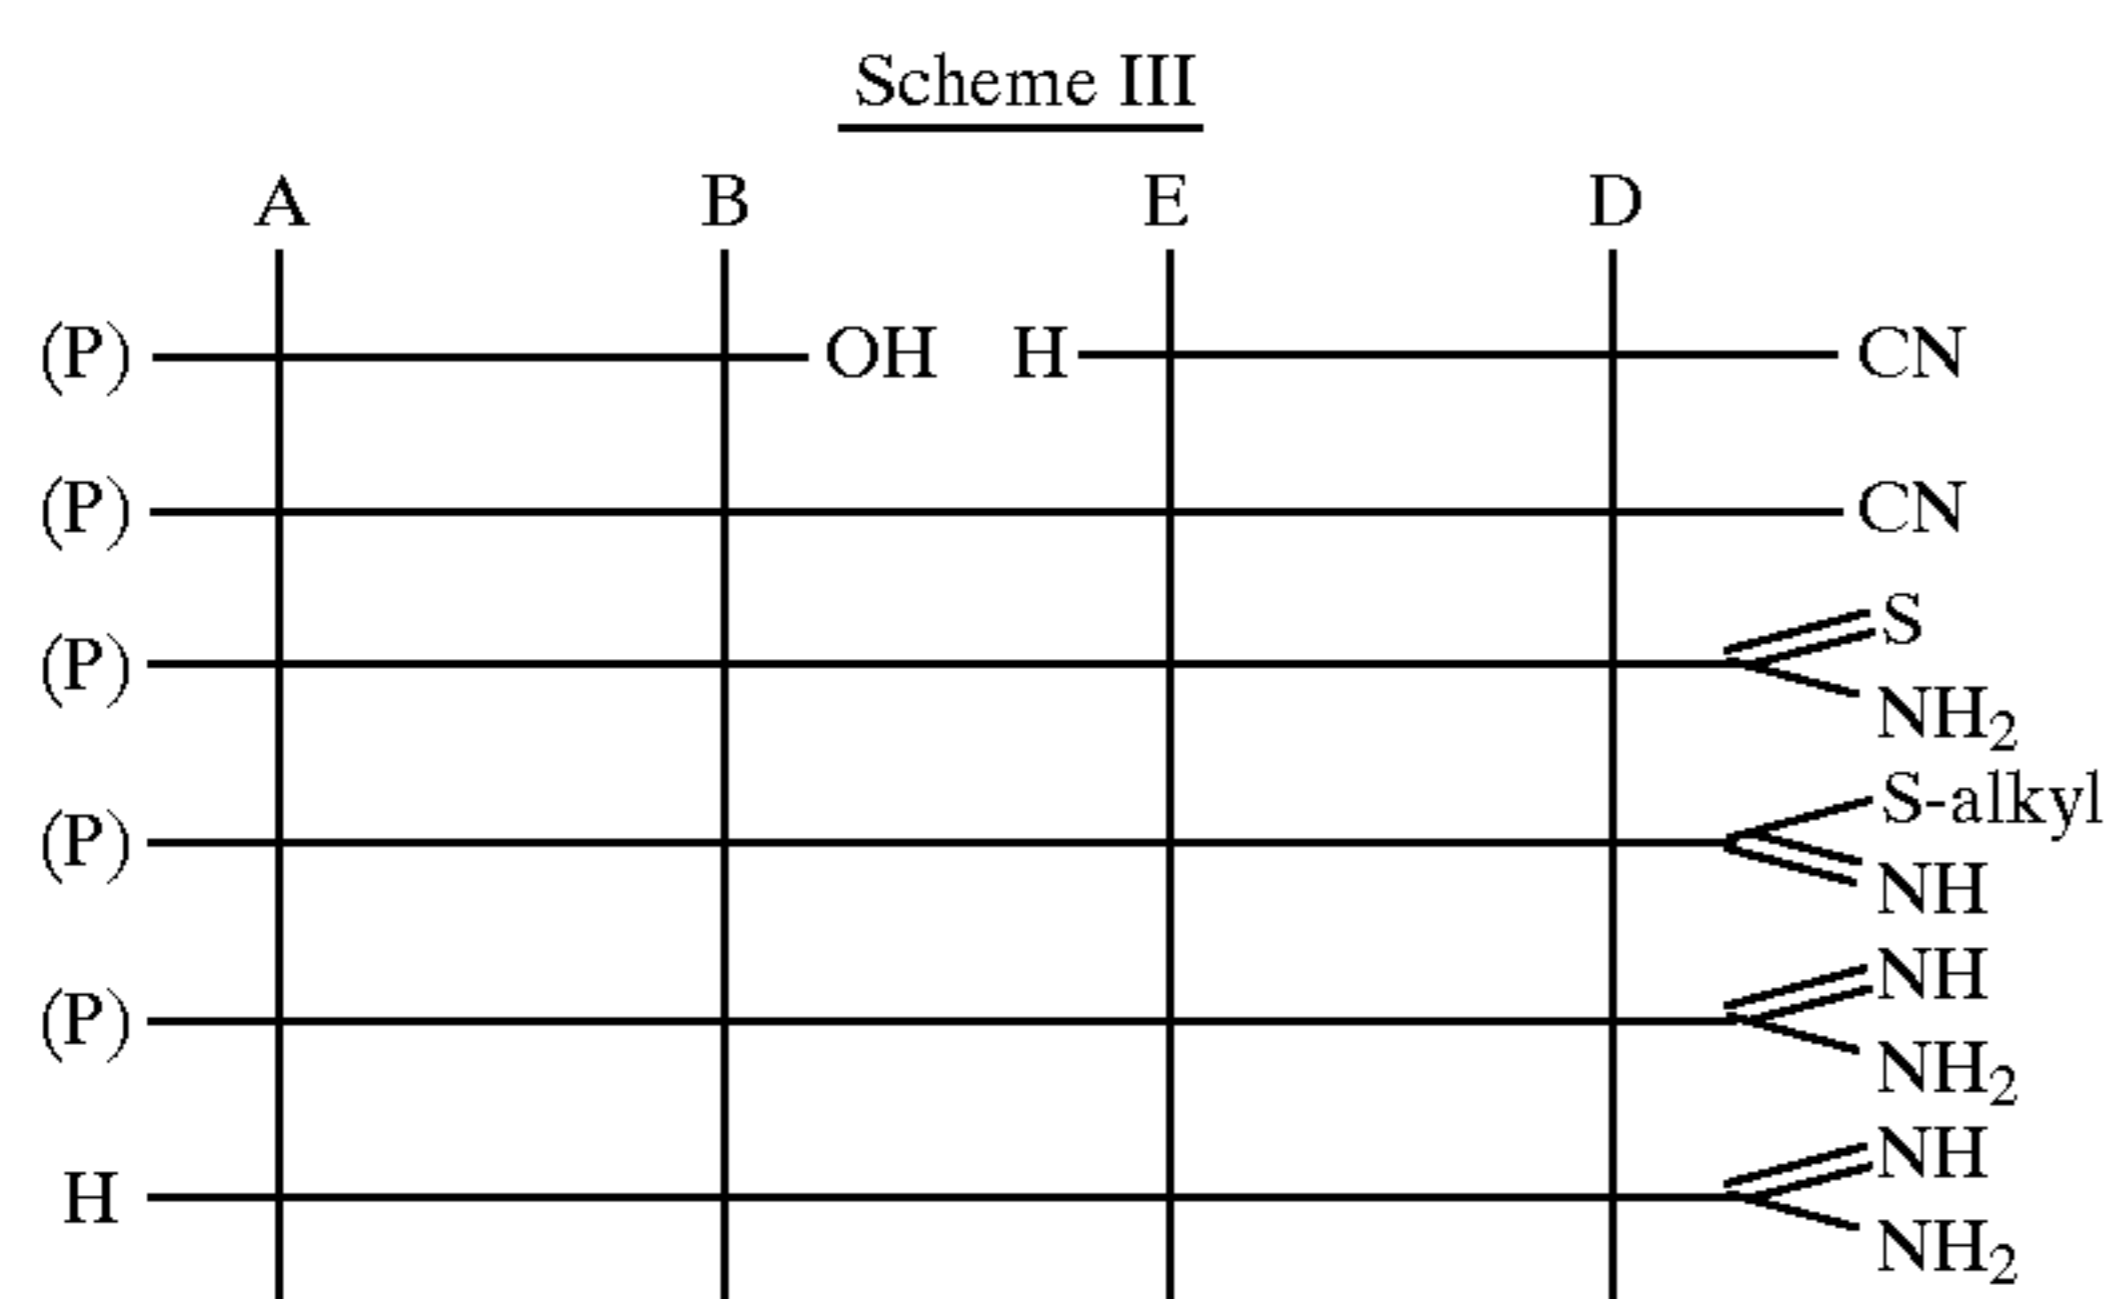 Scheme III
A B E D
(P) OH H CN
(P) CN
(P) S
NH2
(P) S-alkyl
NH
(P) NH
NH2
H NH
NH2